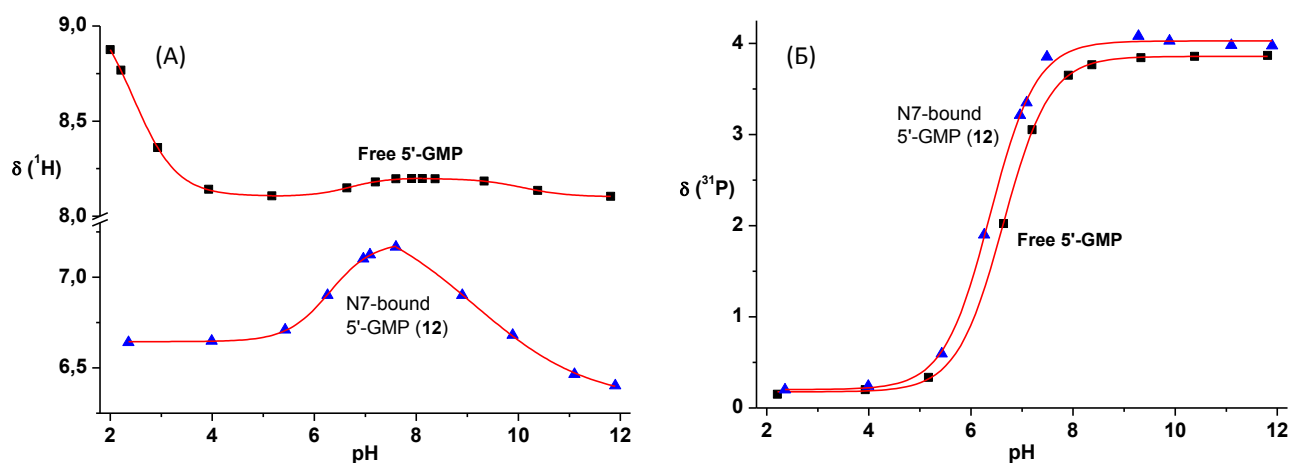 (А)
9,0
8,5
8,0
7,0
6,5
δ (¹H)
Free 5'-GMP
N7-bound
5'-GMP (12)
2 4 6 8 10 12
pH
(Б)
4
3
2
1
0
δ (³¹P)
N7-bound
5'-GMP (12)
Free 5'-GMP
2 4 6 8 10 12
pH